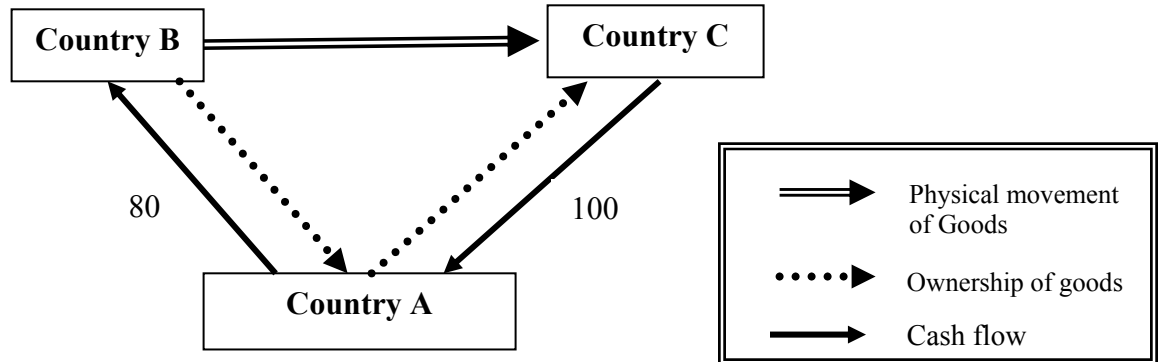 Country B
Country C
80
100
Country A
Physical movement
of Goods
Ownership of goods
Cash flow